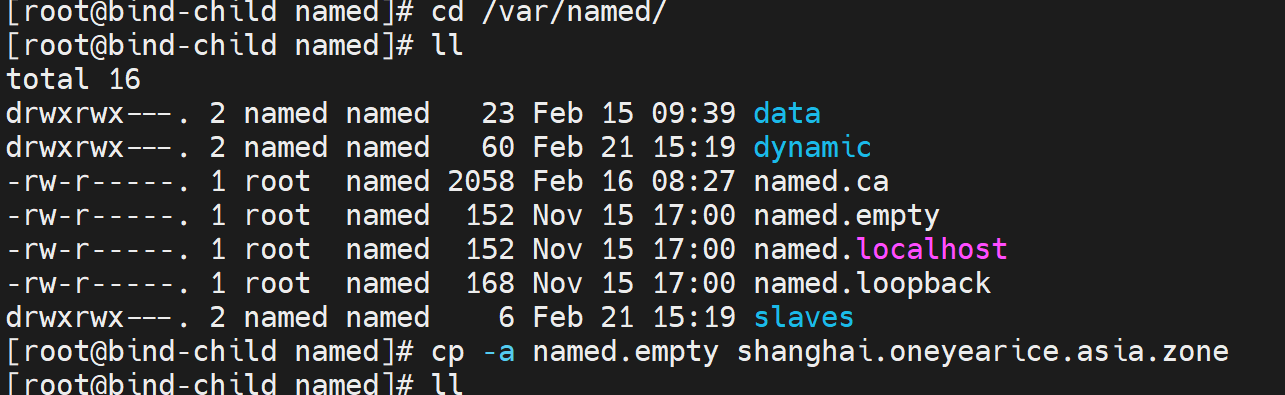 [root@bind-child named]# cd /var/named/
[root@bind-child named]# ll
total 16
drwxrwx---. 2 named named   23 Feb 15 09:39 data
drwxrwx---. 2 named named   60 Feb 21 15:19 dynamic
-rw-r-----. 1 root  named 2058 Feb 16 08:27 named.ca
-rw-r-----. 1 root  named  152 Nov 15 17:00 named.empty
-rw-r-----. 1 root  named  152 Nov 15 17:00 named.localhost
-rw-r-----. 1 root  named  168 Nov 15 17:00 named.loopback
drwxrwx---. 2 named named    6 Feb 21 15:19 slaves
[root@bind-child named]# cp -a named.empty shanghai.oneyearice.asia.zone
[root@bind-child named]# ll